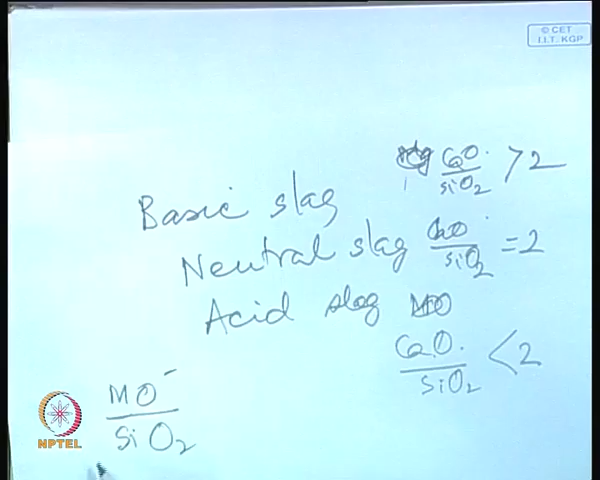 © CET
I.I.T. KGP
Basic slag CaO / SiO2 > 2
Neutral slag CaO / SiO2 = 2
Acid slag
CaO / SiO2 < 2
MO / SiO2
NPTEL